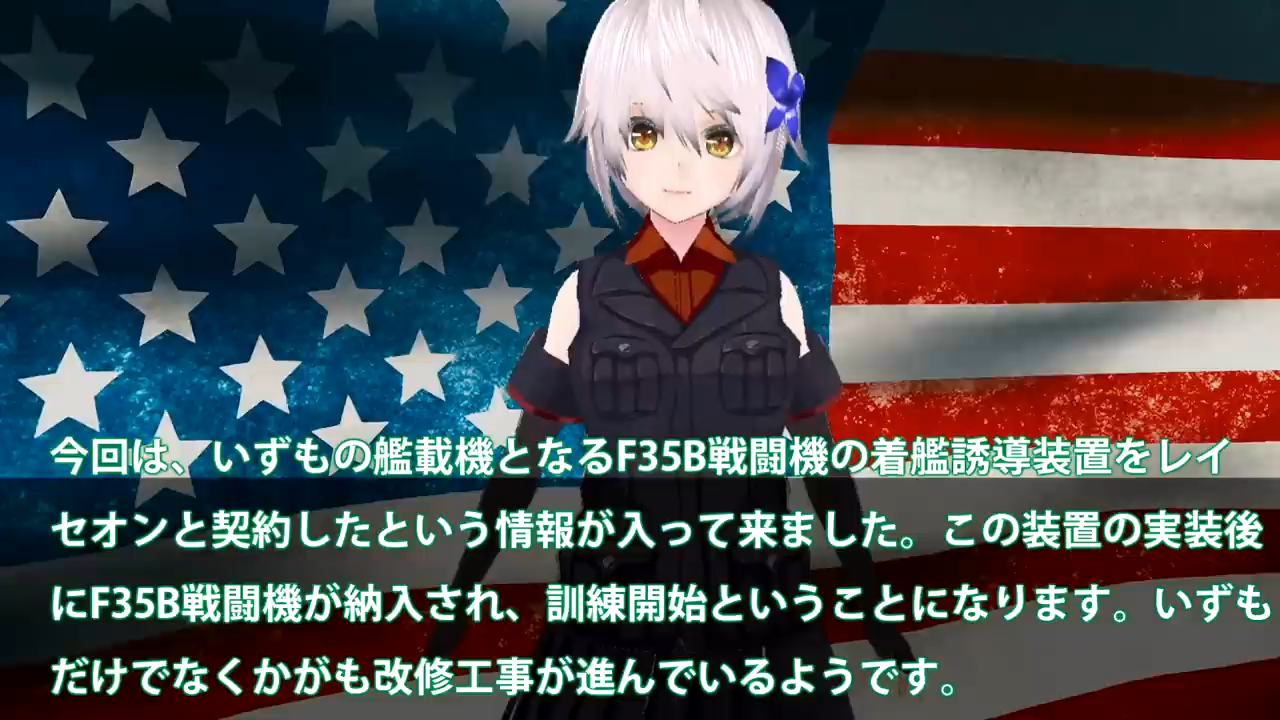 今回は、いずもの艦載機となるF35B戦闘機の着艦誘導装置をレイ
セオンと契約したという情報が入って来ました。この装置の実装後
にF35B戦闘機が納入され、訓練開始ということになります。いずも
だけでなくかがも改修工事が進んでいるようです。